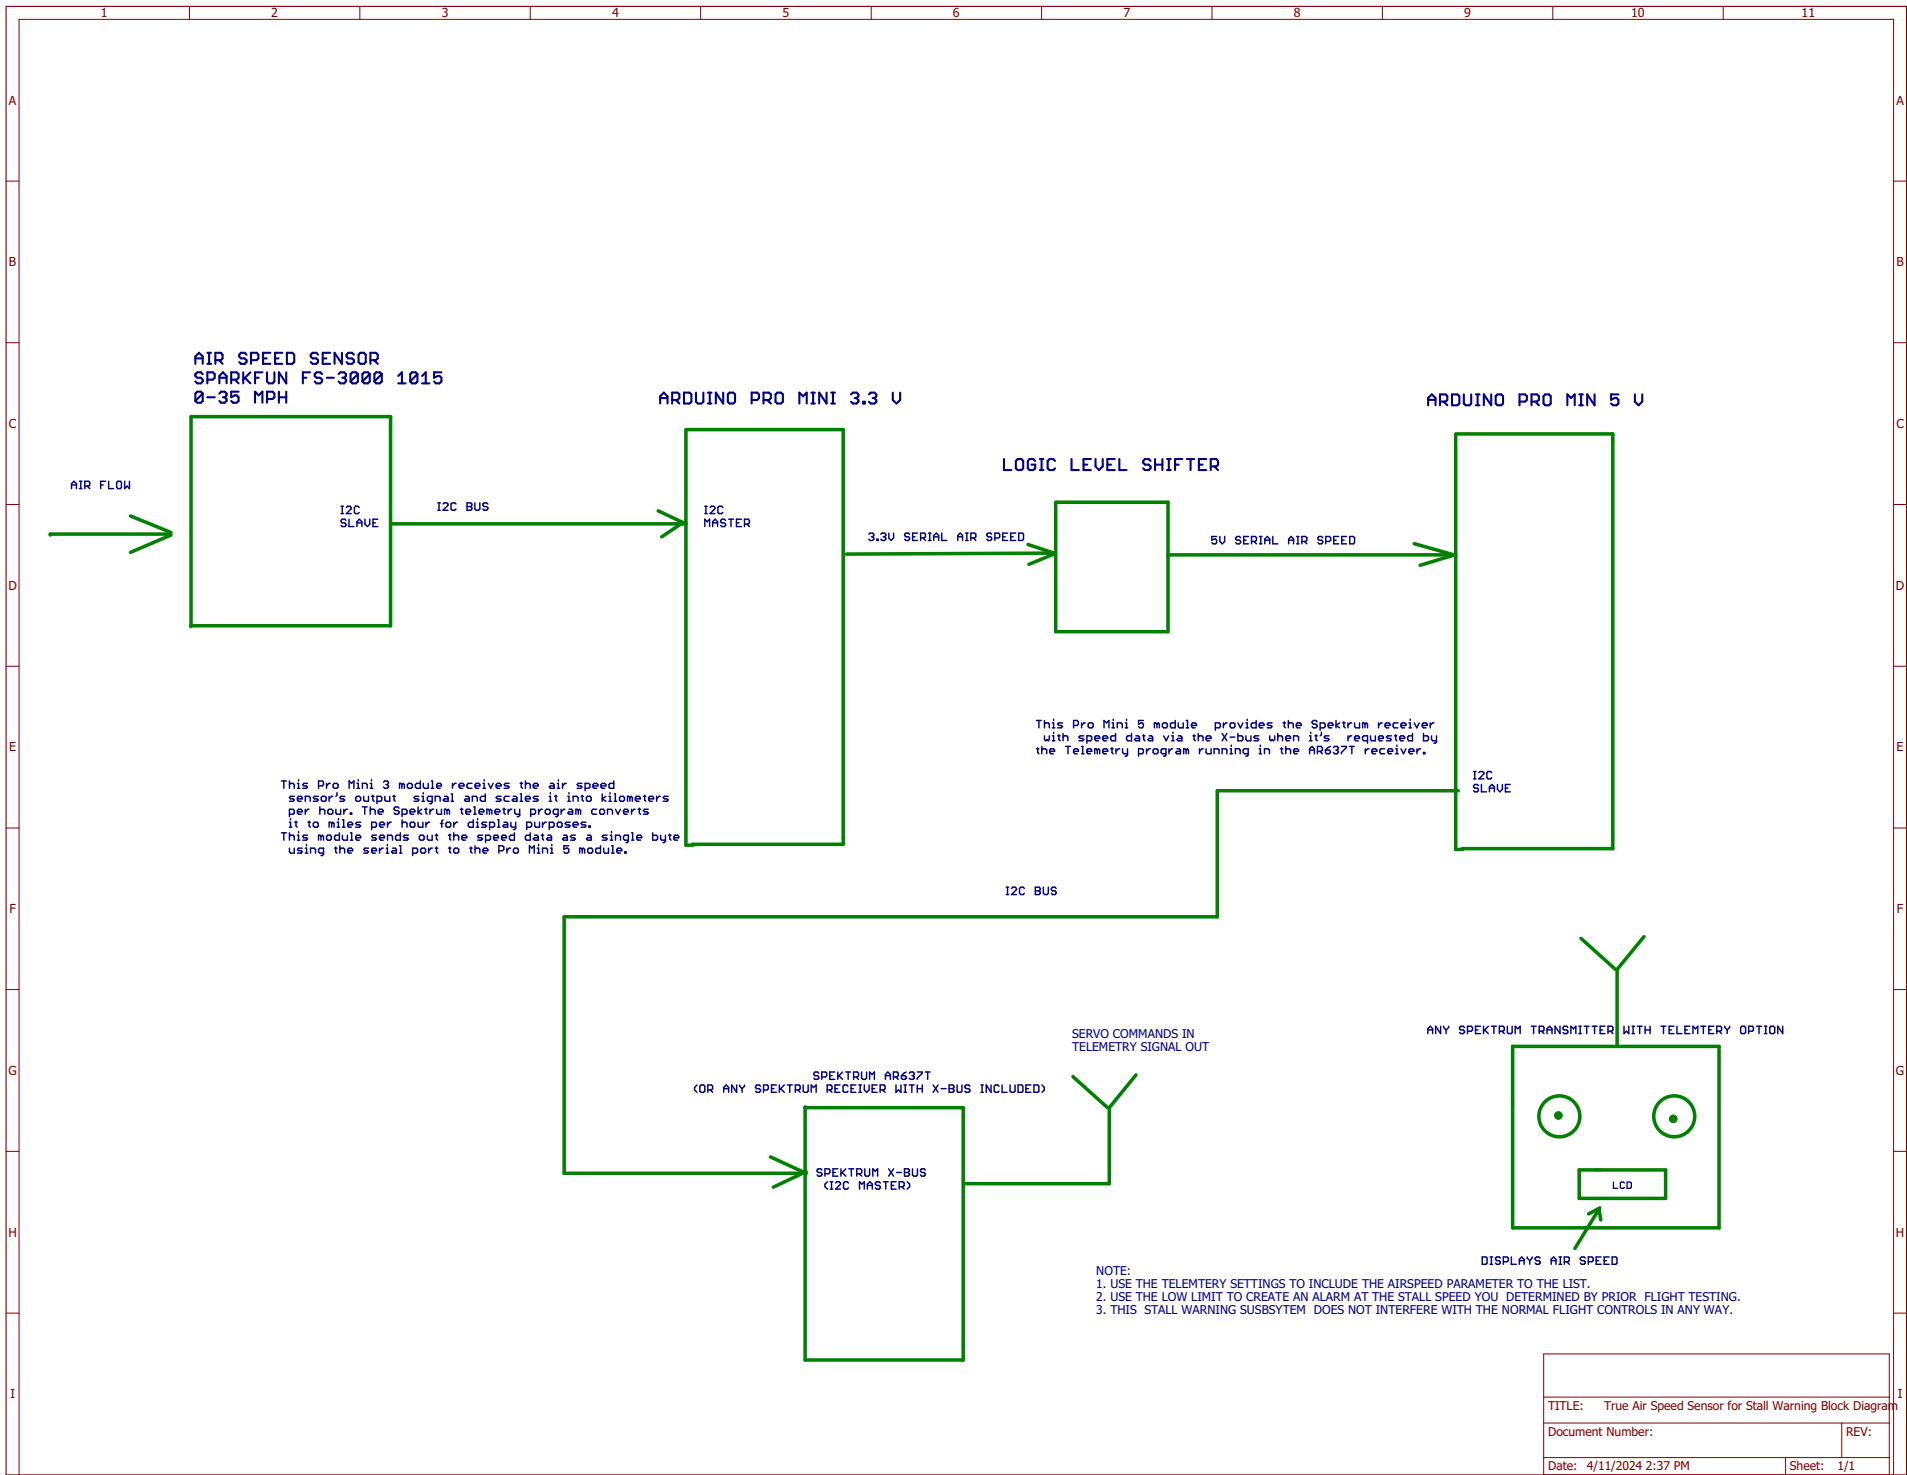 1 2 3 4 5 6 7 8 9 10 11
A A
B B
C C
D D
E E
F F
G G
H H
I I
AIR SPEED SENSOR
SPARKFUN FS-3000 1015
0-35 MPH
ARDUINO PRO MINI 3.3 V
ARDUINO PRO MIN 5 V
LOGIC LEVEL SHIFTER
AIR FLOW
I2C
SLAVE
I2C BUS
I2C
MASTER
3.3V SERIAL AIR SPEED
5V SERIAL AIR SPEED
This Pro Mini 5 module  provides the Spektrum receiver
with speed data via the X-bus when it's  requested by
the Telemetry program running in the AR637T receiver.
I2C
SLAVE
This Pro Mini 3 module receives the air speed
sensor's output  signal and scales it into kilometers
per hour. The Spektrum telemetry program converts
it to miles per hour for display purposes.
This module sends out the speed data as a single byte
using the serial port to the Pro Mini 5 module.
I2C BUS
SERVO COMMANDS IN
TELEMETRY SIGNAL OUT
ANY SPEKTRUM TRANSMITTER WITH TELEMTERY OPTION
SPEKTRUM AR637T
(OR ANY SPEKTRUM RECEIVER WITH X-BUS INCLUDED)
SPEKTRUM X-BUS
(I2C MASTER)
LCD
DISPLAYS AIR SPEED
NOTE:
1. USE THE TELEMTERY SETTINGS TO INCLUDE THE AIRSPEED PARAMETER TO THE LIST.
2. USE THE LOW LIMIT TO CREATE AN ALARM AT THE STALL SPEED YOU  DETERMINED BY PRIOR  FLIGHT TESTING.
3. THIS  STALL WARNING SUSBSYTEM  DOES NOT INTERFERE WITH THE NORMAL FLIGHT CONTROLS IN ANY WAY.
TITLE: True Air Speed Sensor for Stall Warning Block Diagram
Document Number: REV:
Date: 4/11/2024 2:37 PM Sheet: 1/1